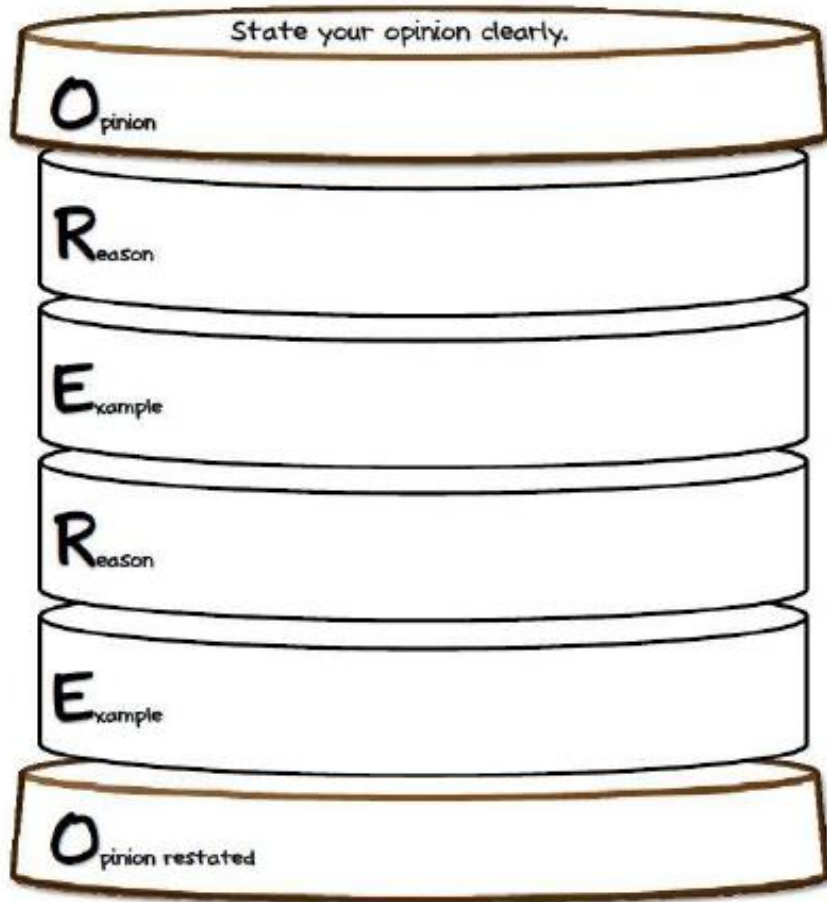 State your opinion clearly.
Opinion
Reason
Example
Reason
Example
Opinion restated